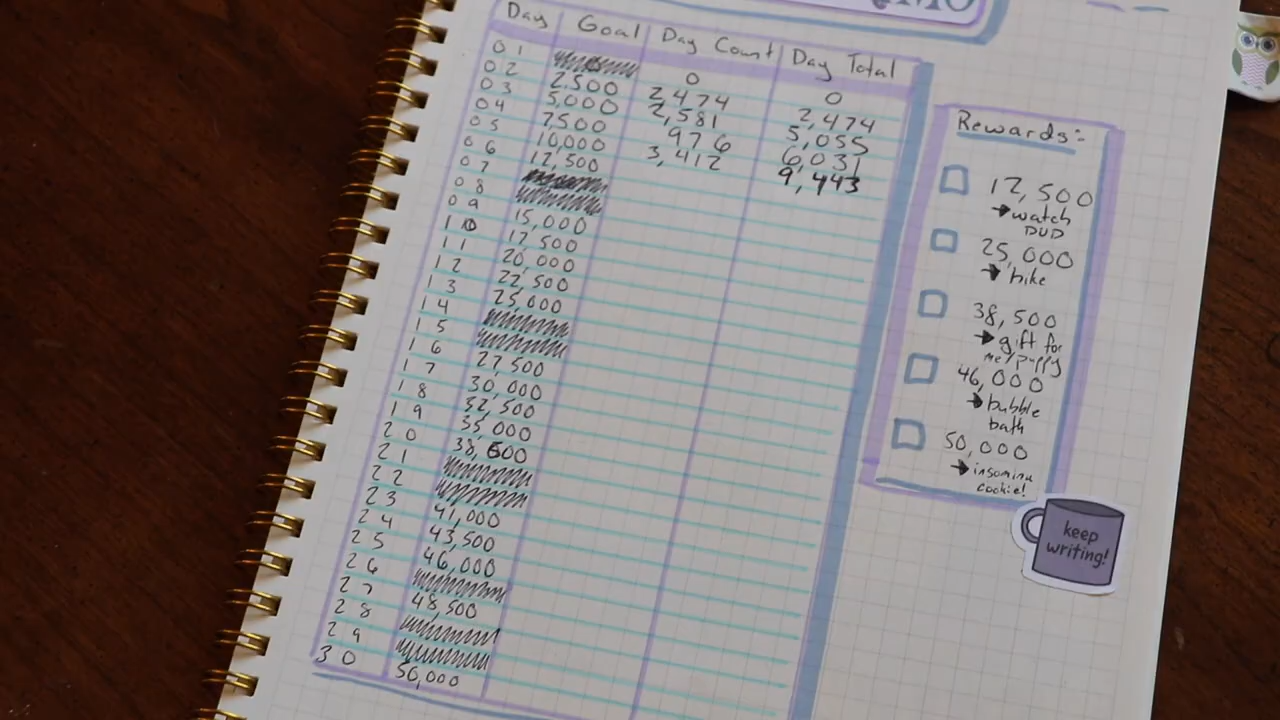 Day Goal Day Count Day Total
01 0 0
02 2,500 2,474 2,474
03 5,000 2,581 5,055
04 7500 976 6,031
05 10,000 3,412 9,443
06 12,500
07
08
09 15,000
10 17,500
11 20,000
12 22,500
13 25,000
14
15
16 27,500
17 30,000
18 32,500
19 35,000
20 38,600
21
22
23 41,000
24 43,500
25 46,000
26
27 48,500
28
29
30 50,000
Rewards:
12,500
→ watch
DVD
25,000
→ hike
38,500
→ gift for
me/puppy
46,000
→ bubble
bath
50,000
→ insomnia
cookie!
keep
writing!